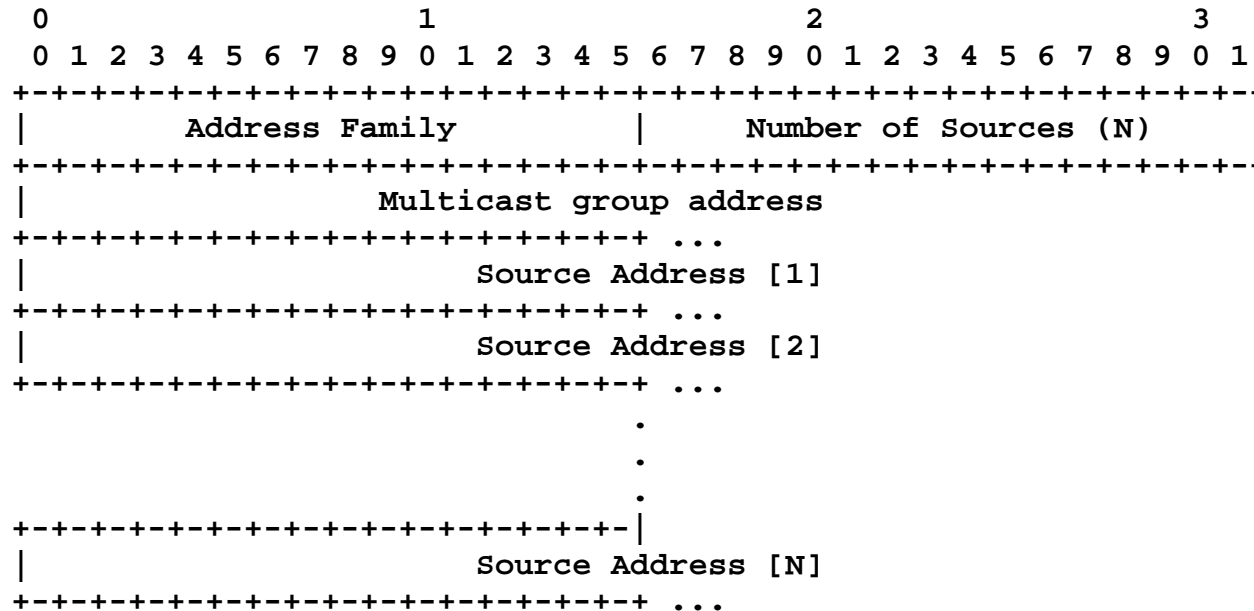 0                   1                   2                   3
 0 1 2 3 4 5 6 7 8 9 0 1 2 3 4 5 6 7 8 9 0 1 2 3 4 5 6 7 8 9 0 1
+-+-+-+-+-+-+-+-+-+-+-+-+-+-+-+-+-+-+-+-+-+-+-+-+-+-+-+-+-+-+-+-
|        Address Family         |     Number of Sources (N)
+-+-+-+-+-+-+-+-+-+-+-+-+-+-+-+-+-+-+-+-+-+-+-+-+-+-+-+-+-+-+-+-
|                  Multicast group address
+-+-+-+-+-+-+-+-+-+-+-+-+-+-+-+-+ ...
|                       Source Address [1]
+-+-+-+-+-+-+-+-+-+-+-+-+-+-+-+-+ ...
|                       Source Address [2]
+-+-+-+-+-+-+-+-+-+-+-+-+-+-+-+-+ ...
                                .
                                .
                                .
+-+-+-+-+-+-+-+-+-+-+-+-+-+-+-+-|
|                       Source Address [N]
+-+-+-+-+-+-+-+-+-+-+-+-+-+-+-+-+ ...